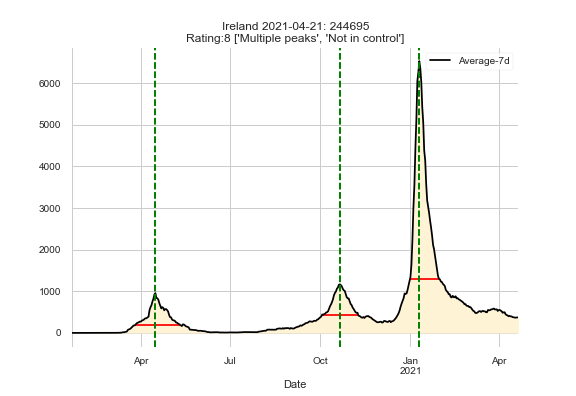 Ireland 2021-04-21: 244695
Rating:8 ['Multiple peaks', 'Not in control']
Average-7d
6000
5000
4000
3000
2000
1000
0
Apr
Jul
Oct
Jan
2021
Apr
Date